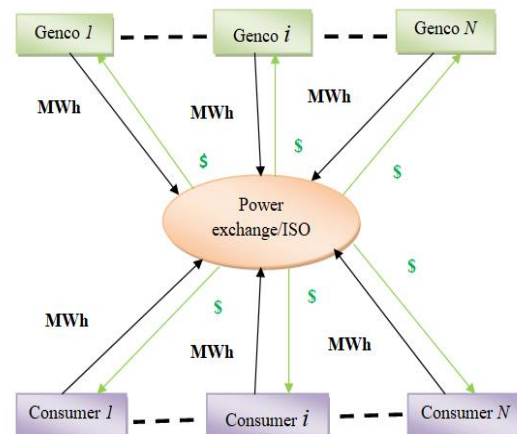 Genco 1
Genco i
Genco N
MWh
MWh
MWh
$
$
$
Power
exchange/ISO
$
$
$
MWh
MWh
MWh
Consumer 1
Consumer i
Consumer N